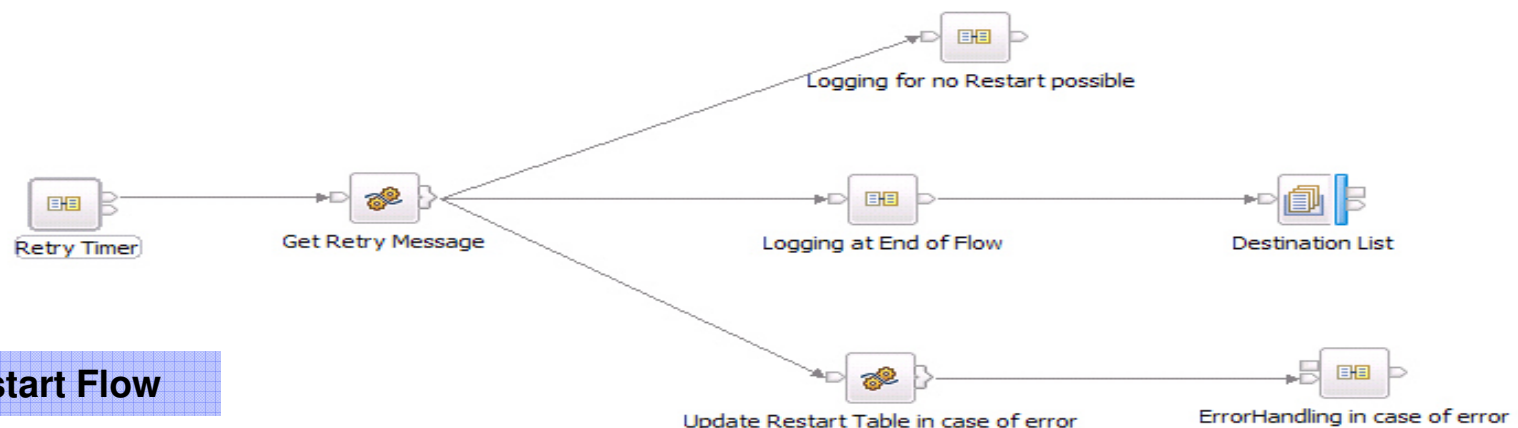 Logging for no Restart possible
Retry Timer
Get Retry Message
Logging at End of Flow
Destination List
start Flow
Update Restart Table in case of error
ErrorHandling in case of error